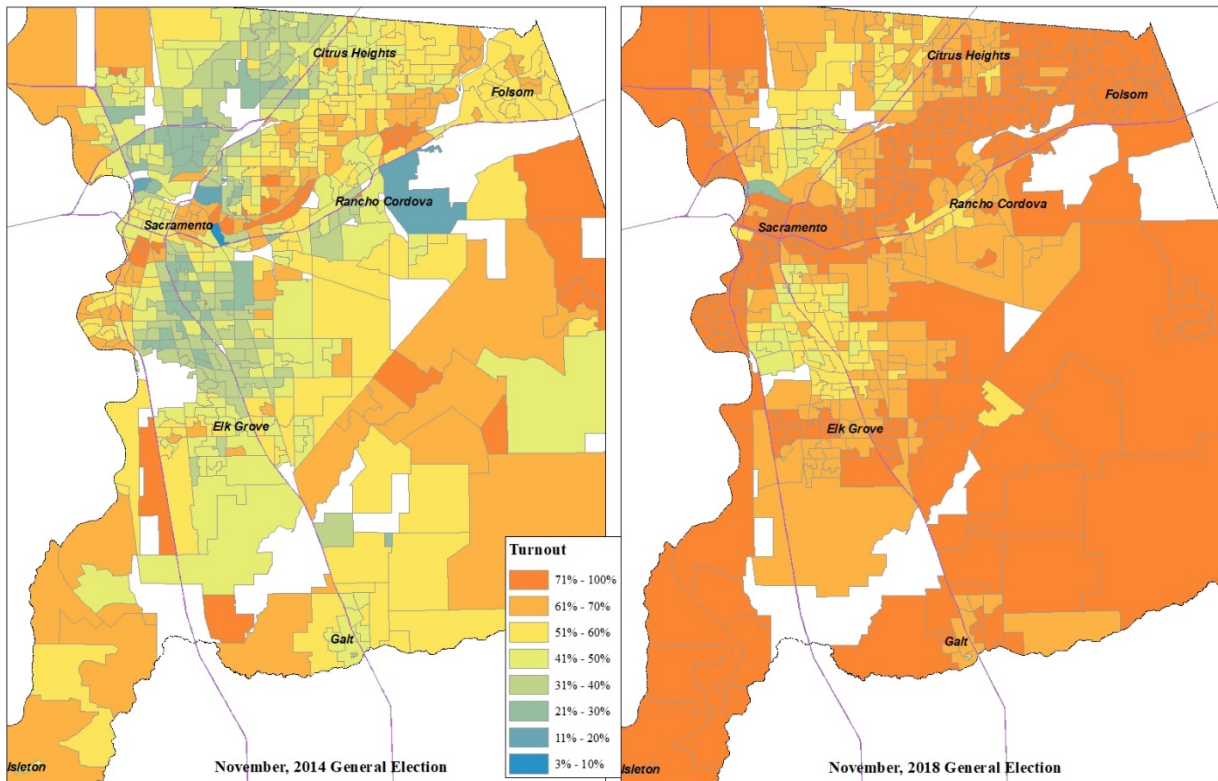 Citrus Heights
Folsom
Rancho Cordova
Sacramento
Elk Grove
Galt
Isleton
November, 2014 General Election
Turnout
71% - 100%
61% - 70%
51% - 60%
41% - 50%
31% - 40%
21% - 30%
11% - 20%
3% - 10%
Citrus Heights
Folsom
Rancho Cordova
Sacramento
Elk Grove
Galt
Isleton
November, 2018 General Election